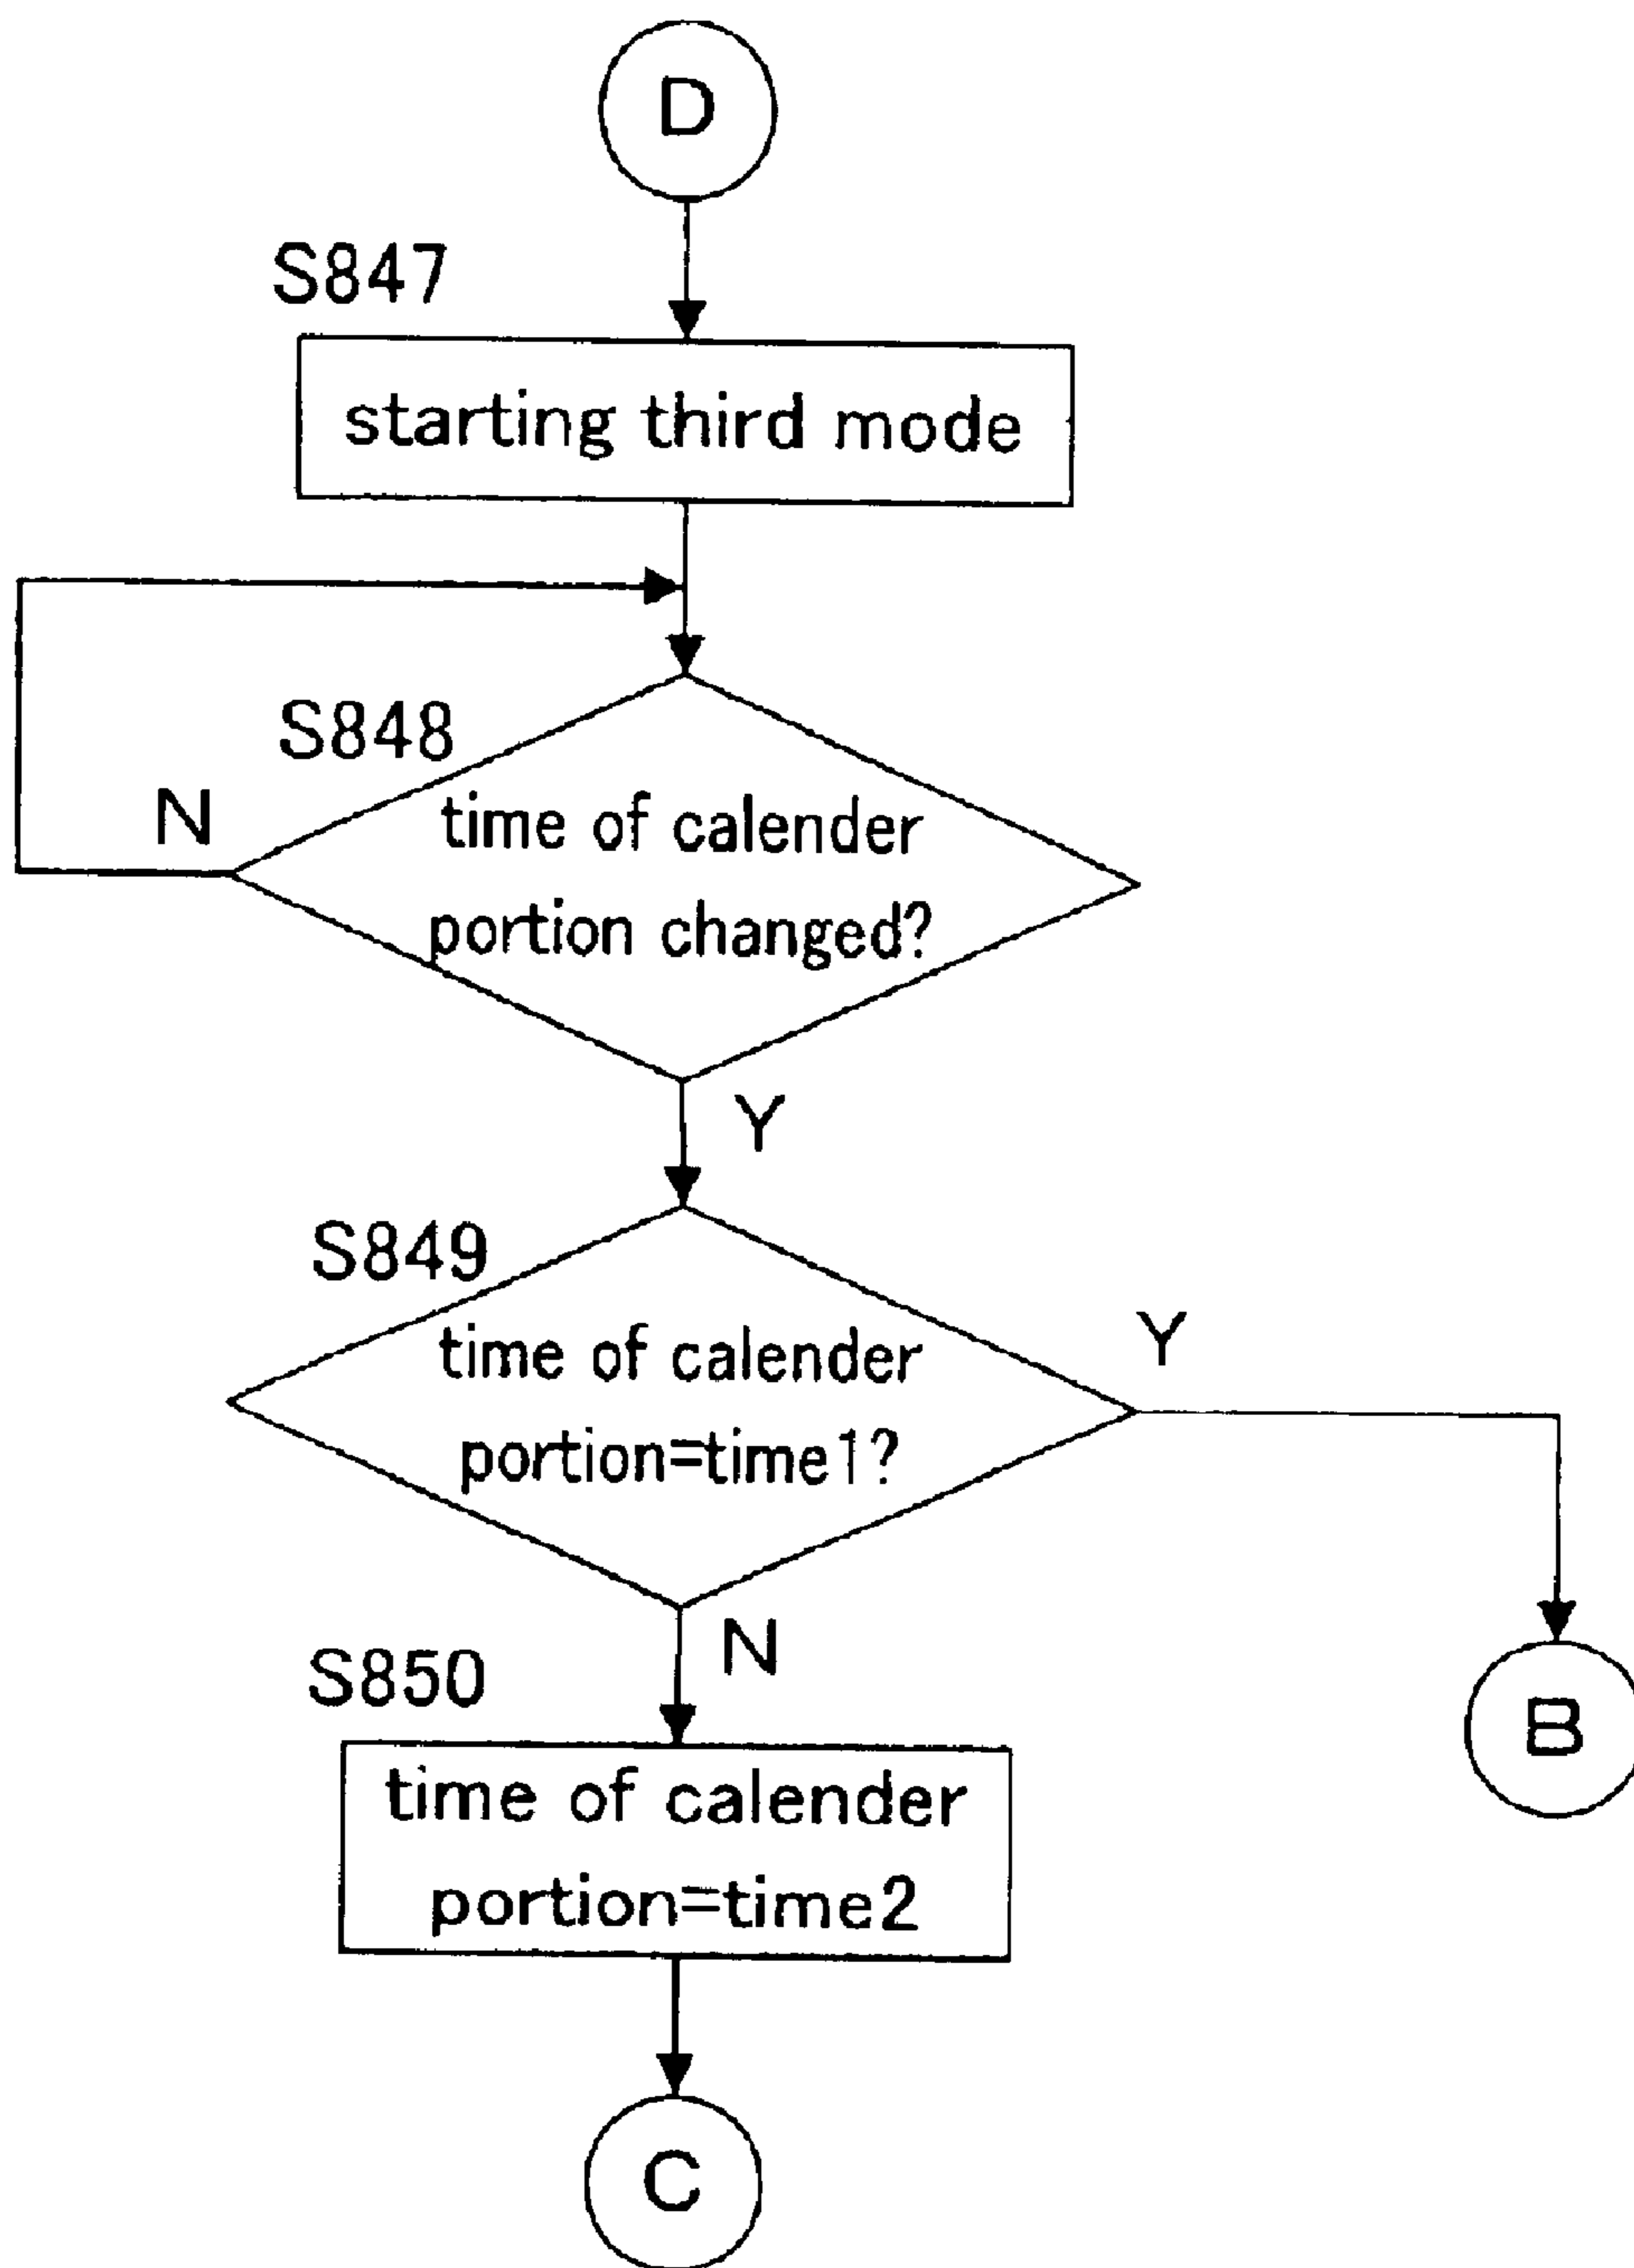 D
S847
starting third mode
S848
N
time of calender
portion changed?
Y
S849
time of calender
portion=time1?
Y
N
S850
time of calender
portion=time2
B
C